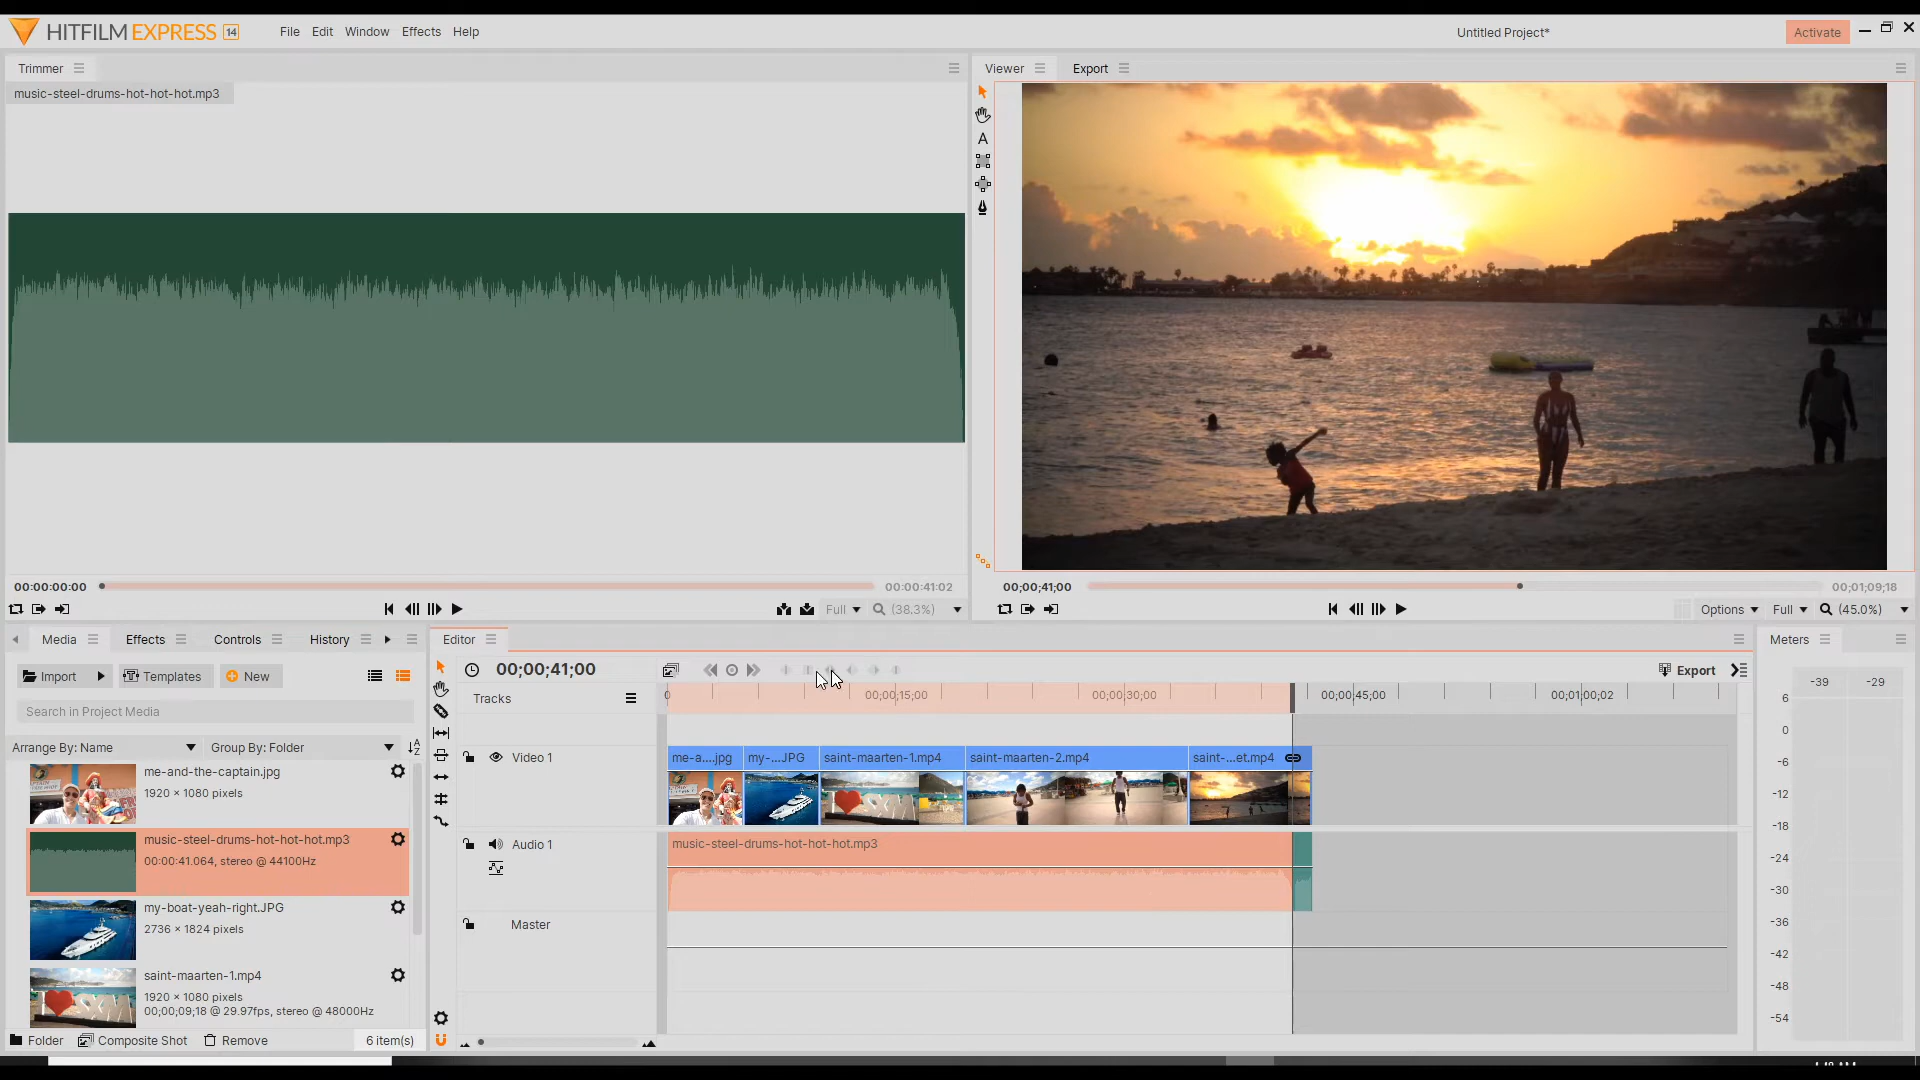 HITFILM EXPRESS 14
File Edit Window Effects Help
Untitled Project*
Activate
Trimmer
music-steel-drums-hot-hot-hot.mp3
Viewer
Export
A
00:00:00:00
00:00:41:02
Full
(38.3%)
00;00;41;00
00;01;09;18
Options
Full
(45.0%)
Media
Effects
Controls
History
Import
Templates
New
Search in Project Media
Arrange By: Name
Group By: Folder
me-and-the-captain.jpg
1920 × 1080 pixels
music-steel-drums-hot-hot-hot.mp3
00:00:41.064, stereo @ 44100Hz
my-boat-yeah-right.JPG
2736 × 1824 pixels
saint-maarten-1.mp4
1920 × 1080 pixels
00;00;09;18 @ 29.97fps, stereo @ 48000Hz
Folder
Composite Shot
Remove
6 item(s)
Editor
00;00;41;00
Export
Tracks
0
00;00;15;00
00;00;30;00
00;00;45;00
00;01;00;02
Video 1
me-a....jpg
my-...JPG
saint-maarten-1.mp4
saint-maarten-2.mp4
saint-...et.mp4
Audio 1
music-steel-drums-hot-hot-hot.mp3
Master
Meters
-39
-29
6
0
-6
-12
-18
-24
-30
-36
-42
-48
-54